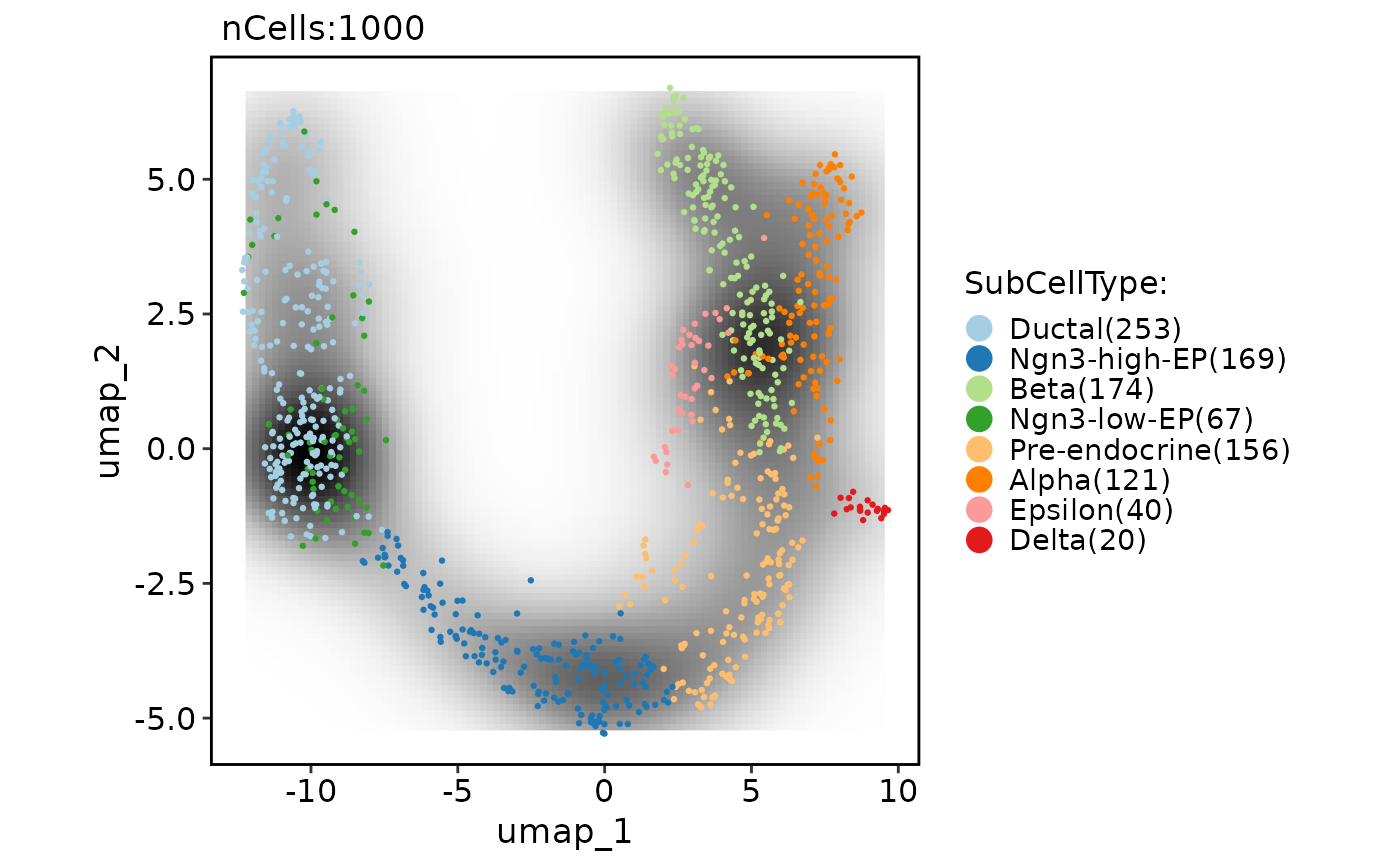 nCells:1000
5.0
2.5
0.0
-2.5
-5.0
umap_2
-10
-5
0
5
10
umap_1
SubCellType:
Ductal(253)
Ngn3-high-EP(169)
Beta(174)
Ngn3-low-EP(67)
Pre-endocrine(156)
Alpha(121)
Epsilon(40)
Delta(20)